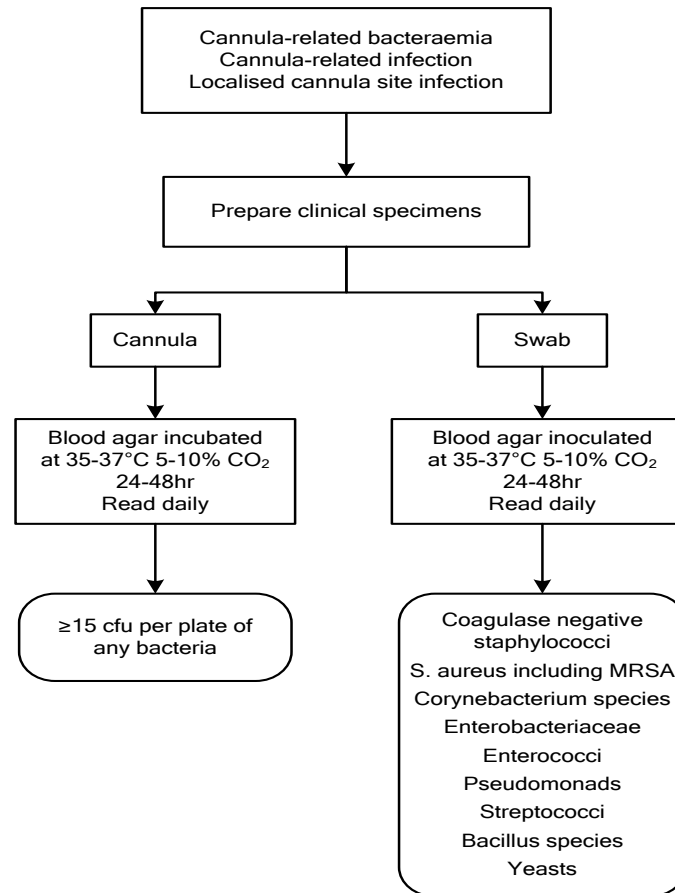 Cannula-related bacteraemia
Cannula-related infection
Localised cannula site infection
Prepare clinical specimens
Cannula
Swab
Blood agar incubated
at 35-37°C 5-10% CO₂
24-48hr
Read daily
Blood agar inoculated
at 35-37°C 5-10% CO₂
24-48hr
Read daily
≥15 cfu per plate of
any bacteria
Coagulase negative
staphylococci
S. aureus including MRSA
Corynebacterium species
Enterobacteriaceae
Enterococci
Pseudomonads
Streptococci
Bacillus species
Yeasts